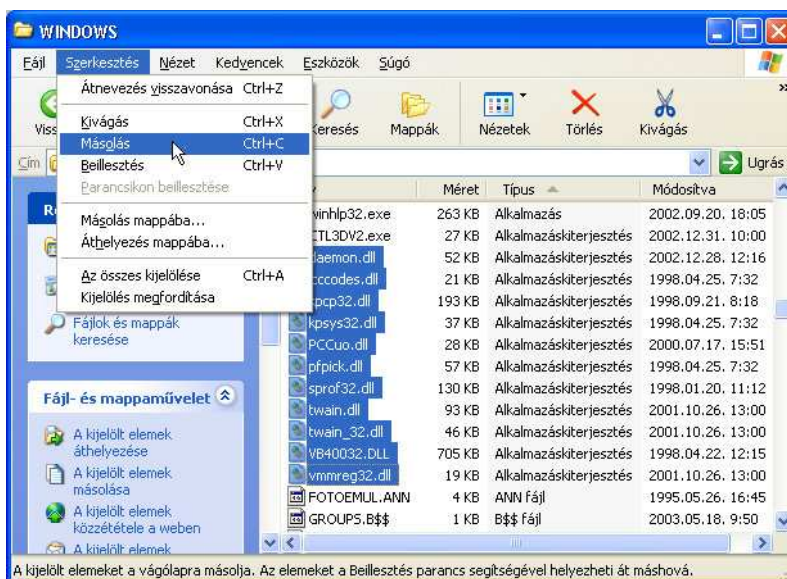 WINDOWS
Fájl Szerkesztés Nézet Kedvencek Eszközök Súgó
Átnevezés visszavonása Ctrl+Z
Kivágás Ctrl+X
Másolás Ctrl+C
Beillesztés Ctrl+V
Parancsikon beillesztése
Másolás mappába...
Áthelyezés mappába...
Az összes kijelölése Ctrl+A
Kijelölés megfordítása
Mappák Nézetek Törlés Kivágás
Cím Ugrás
Méret Típus Módosítva
winhlp32.exe 263 KB Alkalmazás 2002.09.20. 18:05
CTL3DV2.exe 27 KB Alkalmazáskiterjesztés 2002.12.31. 10:00
daemon.dll 52 KB Alkalmazáskiterjesztés 2002.12.28. 12:16
21 KB Alkalmazáskiterjesztés 1998.04.25. 7:32
193 KB Alkalmazáskiterjesztés 1998.09.21. 8:18
kpsys32.dll 37 KB Alkalmazáskiterjesztés 1998.04.25. 7:32
PCCuo.dll 28 KB Alkalmazáskiterjesztés 2000.07.17. 15:51
pfpick.dll 57 KB Alkalmazáskiterjesztés 1998.04.25. 7:32
sprof32.dll 130 KB Alkalmazáskiterjesztés 1998.01.20. 11:12
twain.dll 93 KB Alkalmazáskiterjesztés 2001.10.26. 13:00
twain_32.dll 46 KB Alkalmazáskiterjesztés 2001.10.26. 13:00
VB40032.DLL 705 KB Alkalmazáskiterjesztés 1998.04.22. 12:15
vmmreg32.dll 19 KB Alkalmazáskiterjesztés 2001.10.26. 13:00
FOTOEMUL.ANN 4 KB ANN fájl 1995.05.26. 16:45
GROUPS.B$$ 1 KB B$$ fájl 2003.05.18. 9:50
Fájlok és mappák
keresése
Fájl- és mappaművelet
A kijelölt elemek
áthelyezése
A kijelölt elemek
másolása
A kijelölt elemek
közzététele a weben
A kijelölt elemek
A kijelölt elemeket a vágólapra másolja. Az elemeket a Beillesztés parancs segítségével helyezheti át máshová.